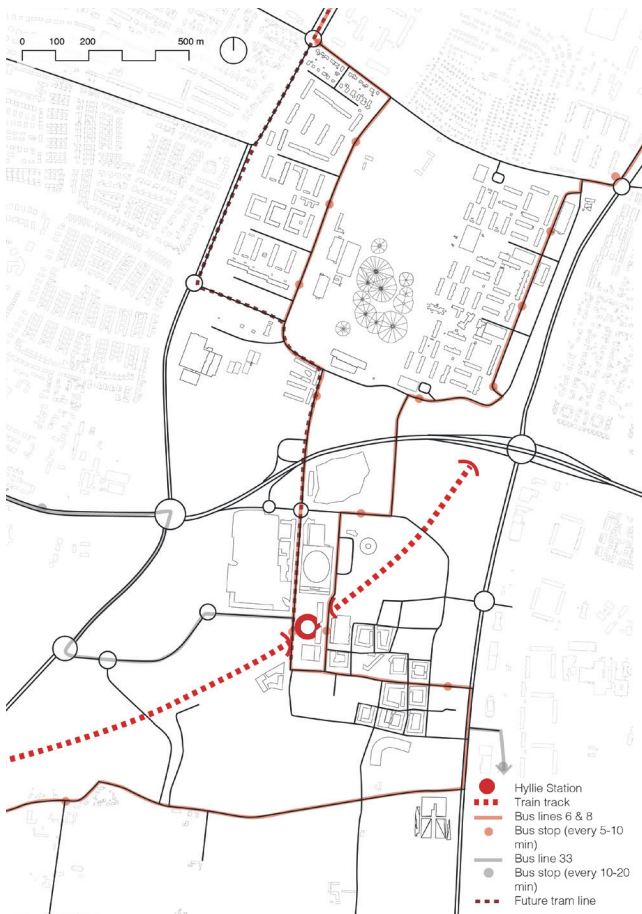 0 100 200 500 m
Hyllie Station
Train track
Bus lines 6 & 8
Bus stop (every 5-10
min)
Bus line 33
Bus stop (every 10-20
min)
Future tram line